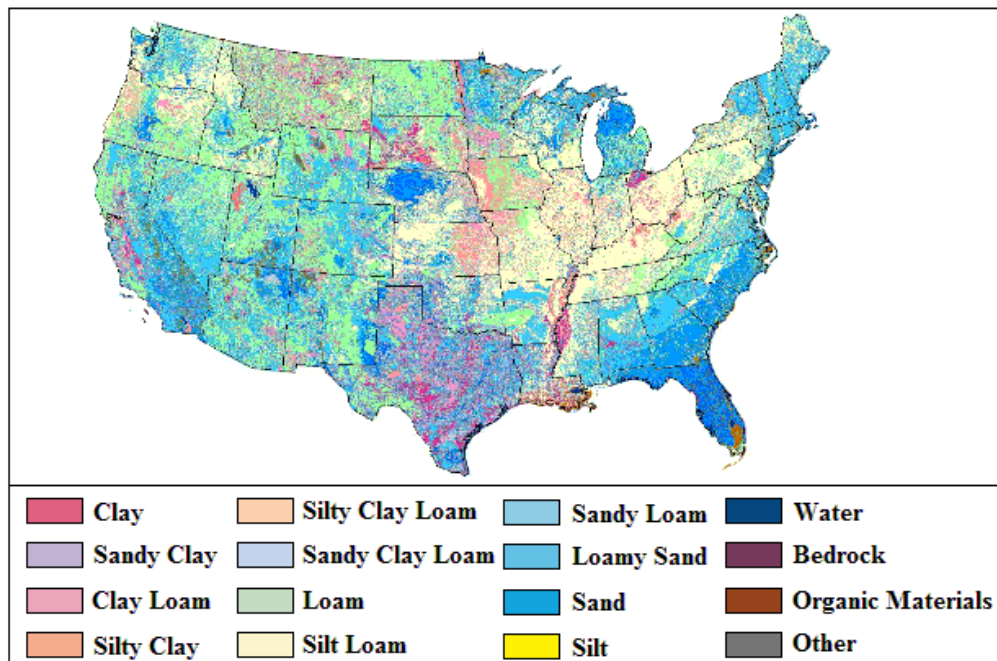 Clay
Silty Clay Loam
Sandy Loam
Water
Sandy Clay
Sandy Clay Loam
Loamy Sand
Bedrock
Clay Loam
Loam
Sand
Organic Materials
Silty Clay
Silt Loam
Silt
Other